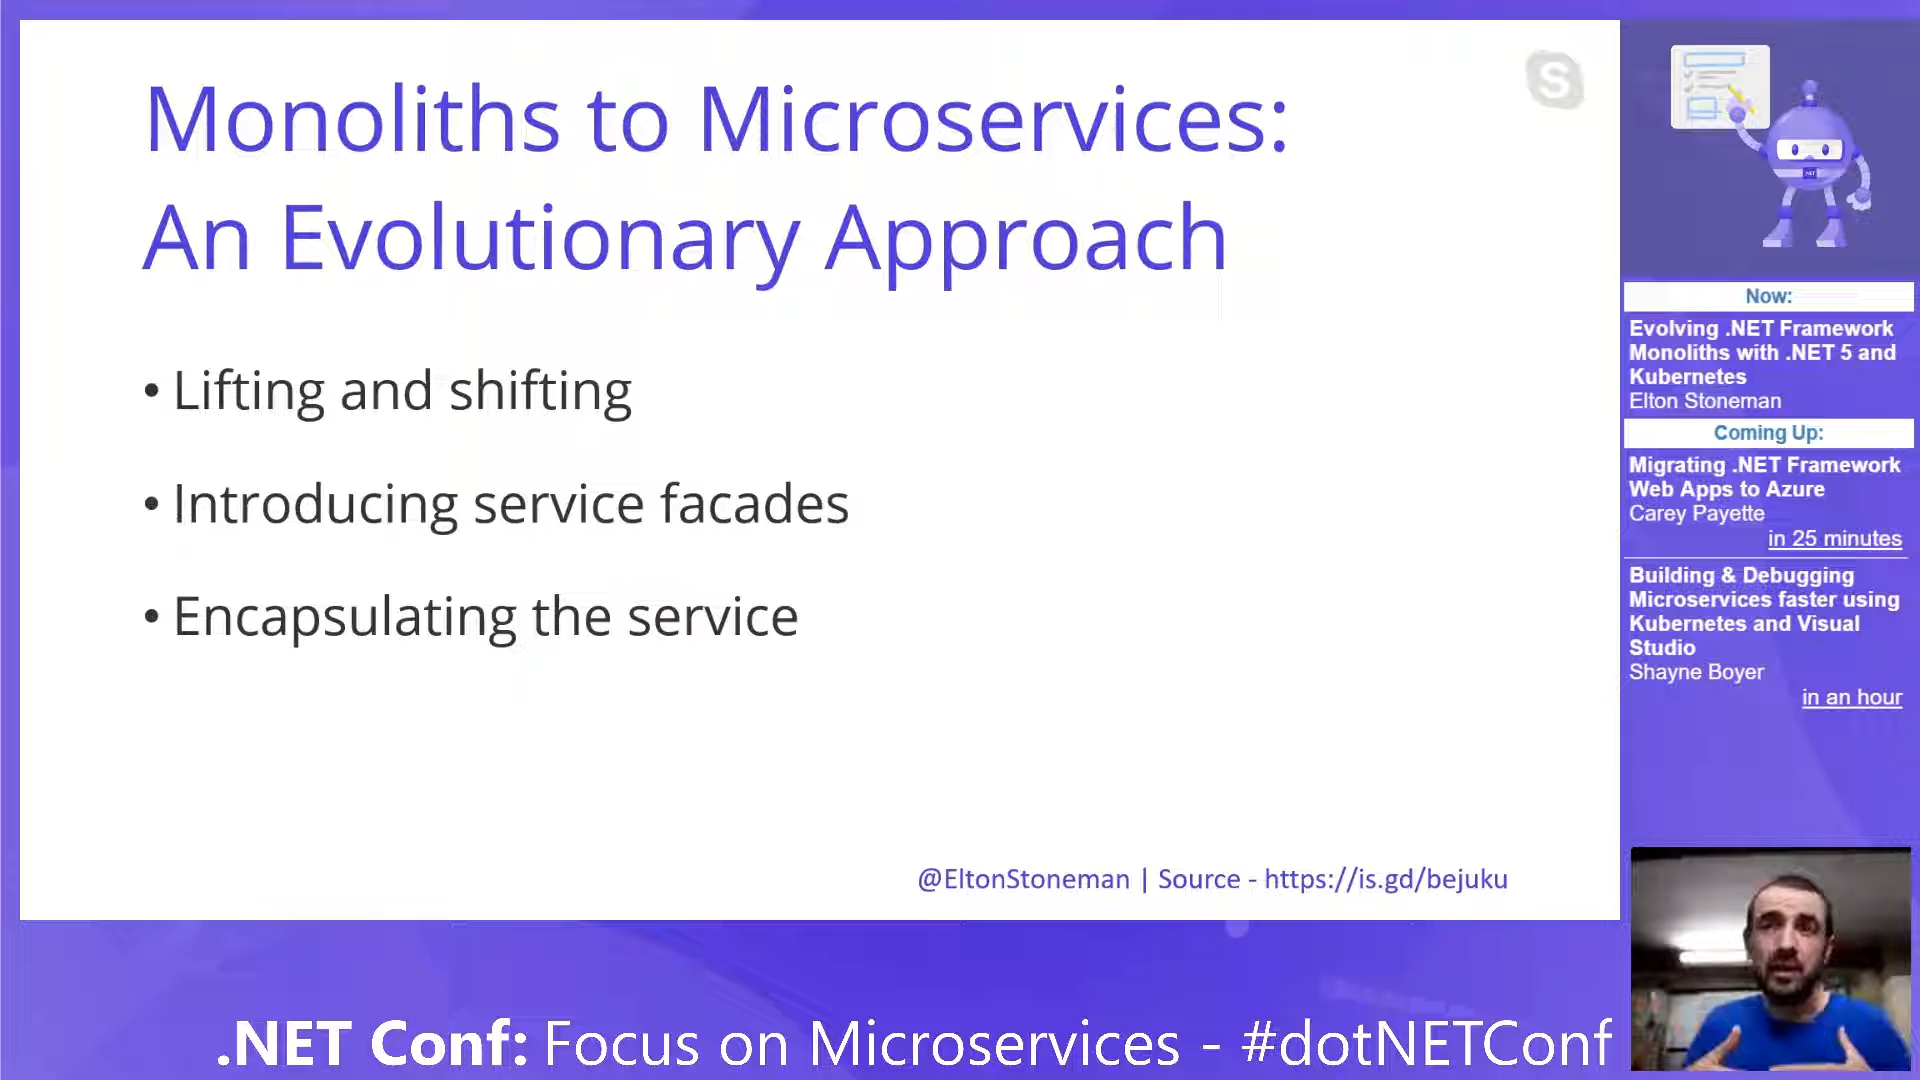 Monoliths to Microservices:
An Evolutionary Approach
• Lifting and shifting
• Introducing service facades
• Encapsulating the service
@EltonStoneman | Source - https://is.gd/bejuku
S
Now:
Evolving .NET Framework
Monoliths with .NET 5 and
Kubernetes
Elton Stoneman
Coming Up:
Migrating .NET Framework
Web Apps to Azure
Carey Payette
in 25 minutes
Building & Debugging
Microservices faster using
Kubernetes and Visual
Studio
Shayne Boyer
in an hour
.NET Conf: Focus on Microservices - #dotNETConf